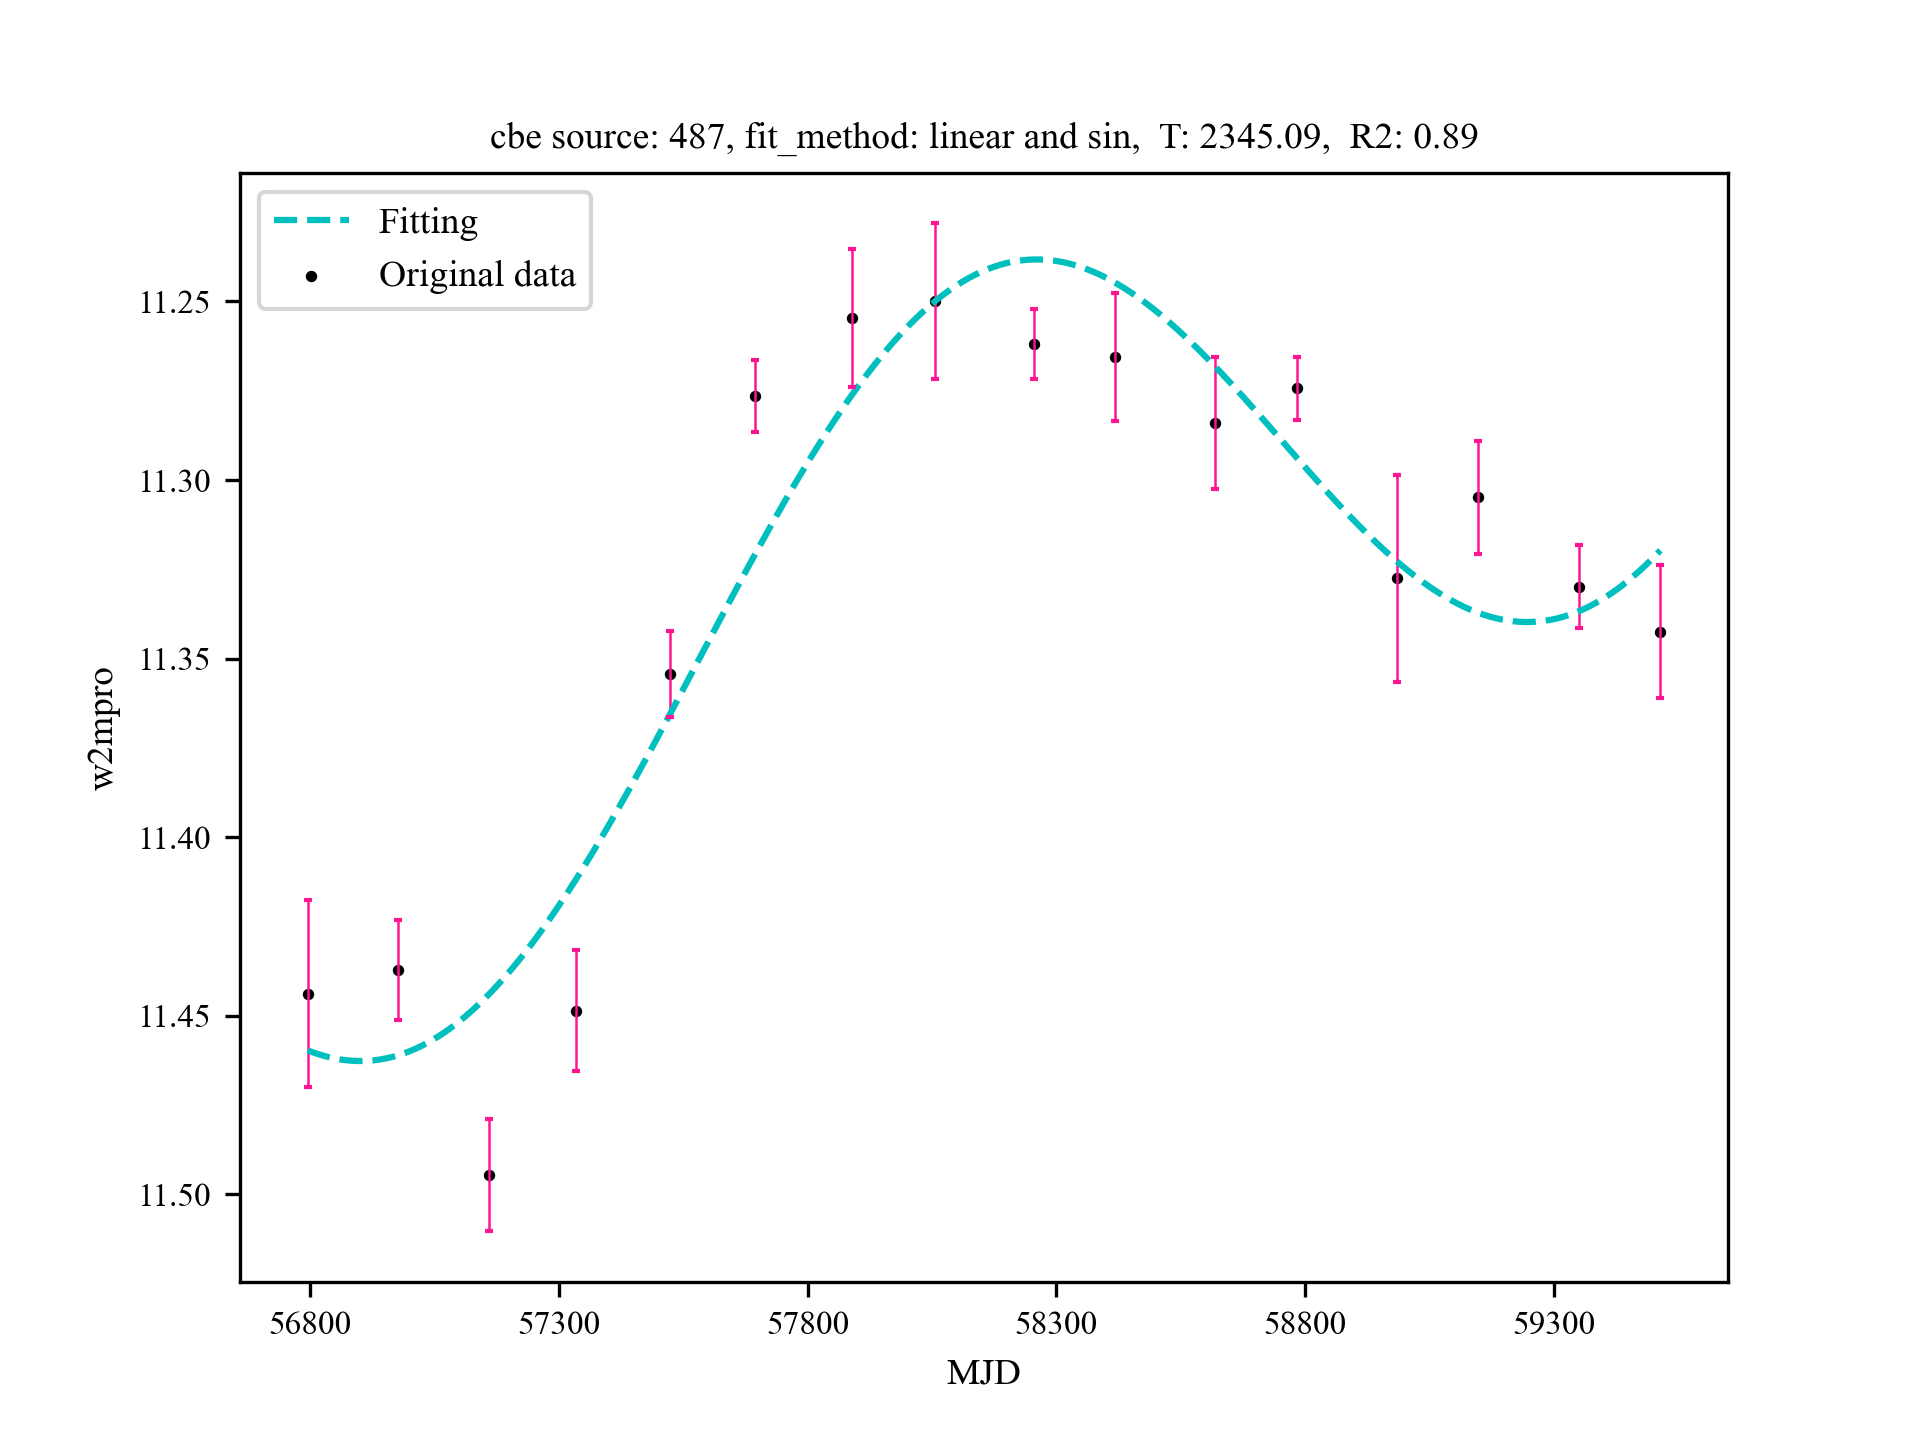 cbe source: 487, fit_method: linear and sin,  T: 2345.09,  R2: 0.89
Fitting
Original data
11.25
11.30
11.35
11.40
11.45
11.50
w2mpro
56800 57300 57800 58300 58800 59300
MJD